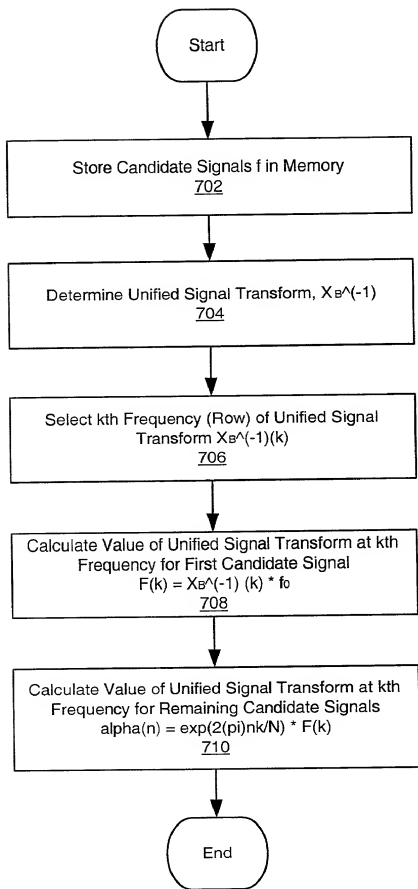 Start
Store Candidate Signals f in Memory
702
Determine Unified Signal Transform, XB^(-1)
704
Select kth Frequency (Row) of Unified Signal
Transform XB^(-1)(k)
706
Calculate Value of Unified Signal Transform at kth
Frequency for First Candidate Signal
F(k) = XB^(-1) (k) * f0
708
Calculate Value of Unified Signal Transform at kth
Frequency for Remaining Candidate Signals
alpha(n) = exp(2(pi)nk/N) * F(k)
710
End